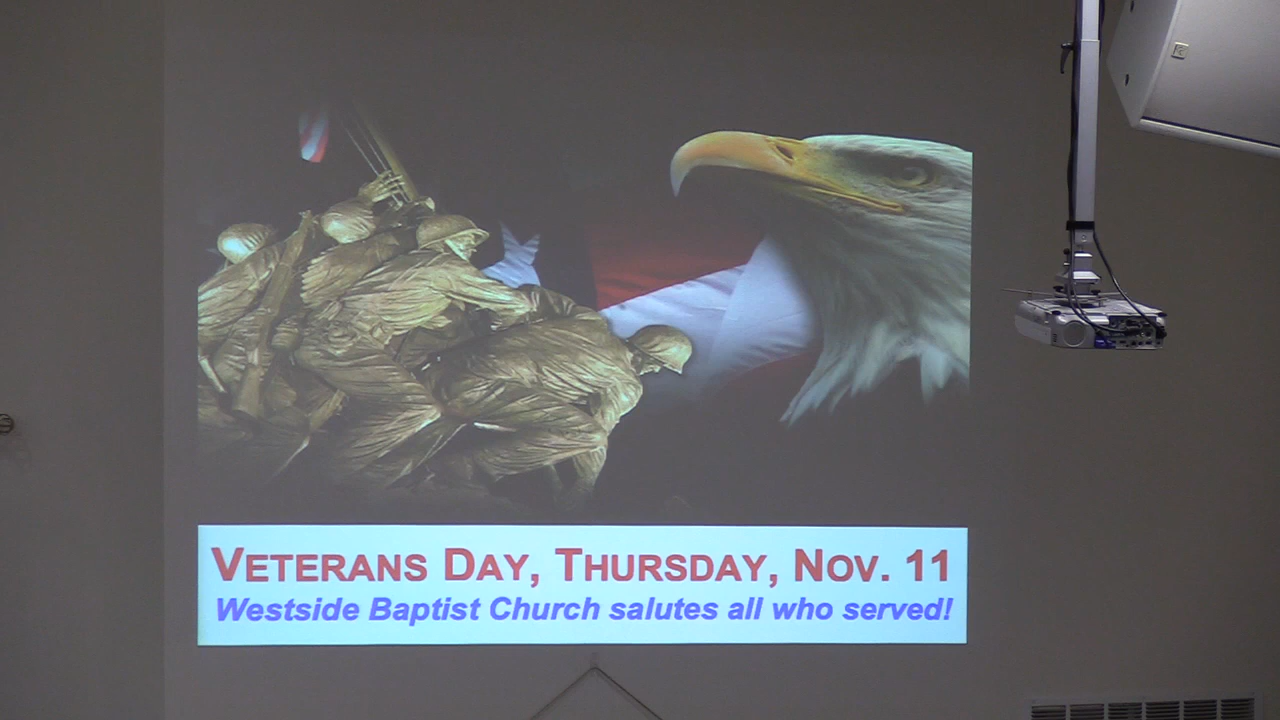 VETERANS DAY, THURSDAY, NOV. 11
Westside Baptist Church salutes all who served!